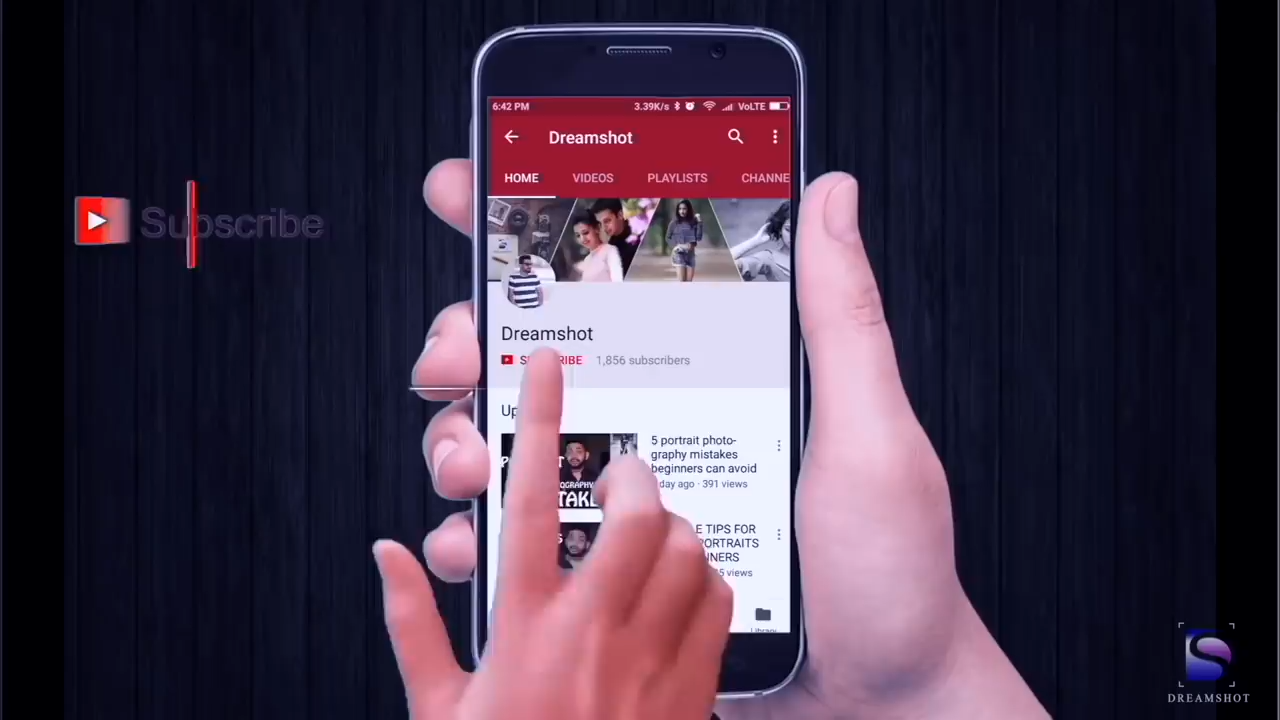 6:42 PM 3.39K/s VoLTE
Dreamshot
HOME VIDEOS PLAYLISTS CHANNE
Subscribe
Dreamshot
1,856 subscribers
5 portrait photo-
graphy mistakes
beginners can avoid
day ago · 391 views
TIPS FOR
views
Library
DREAMSHOT